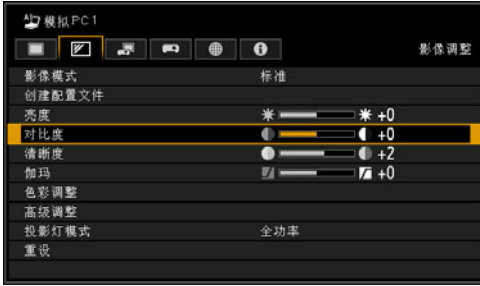 模拟PC1
影像调整
影像模式 标准
创建配置文件
亮度 +0
对比度 +0
清晰度 +2
伽玛 +0
色彩调整
高级调整
投影灯模式 全功率
重设